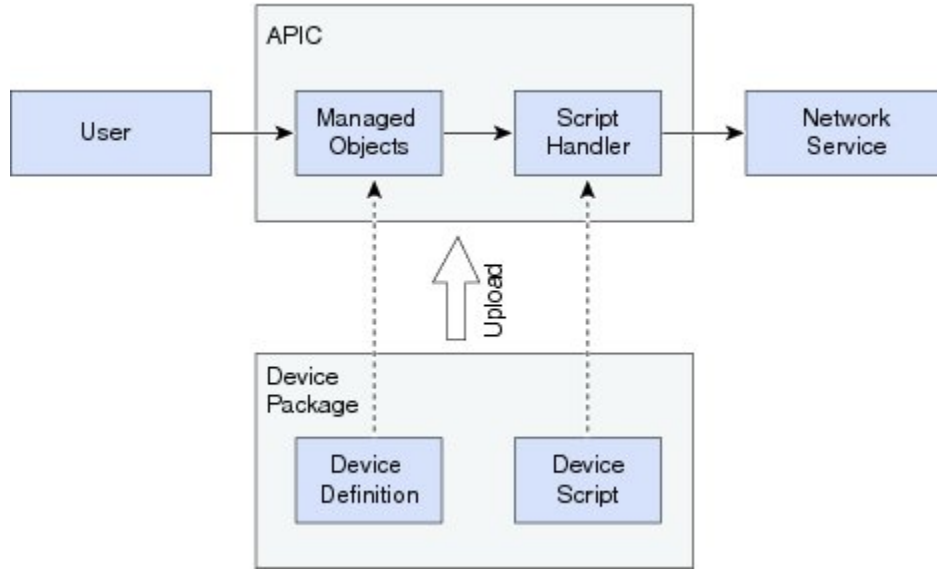 APIC
User
Managed
Objects
Script
Handler
Network
Service
Upload
Device
Package
Device
Definition
Device
Script